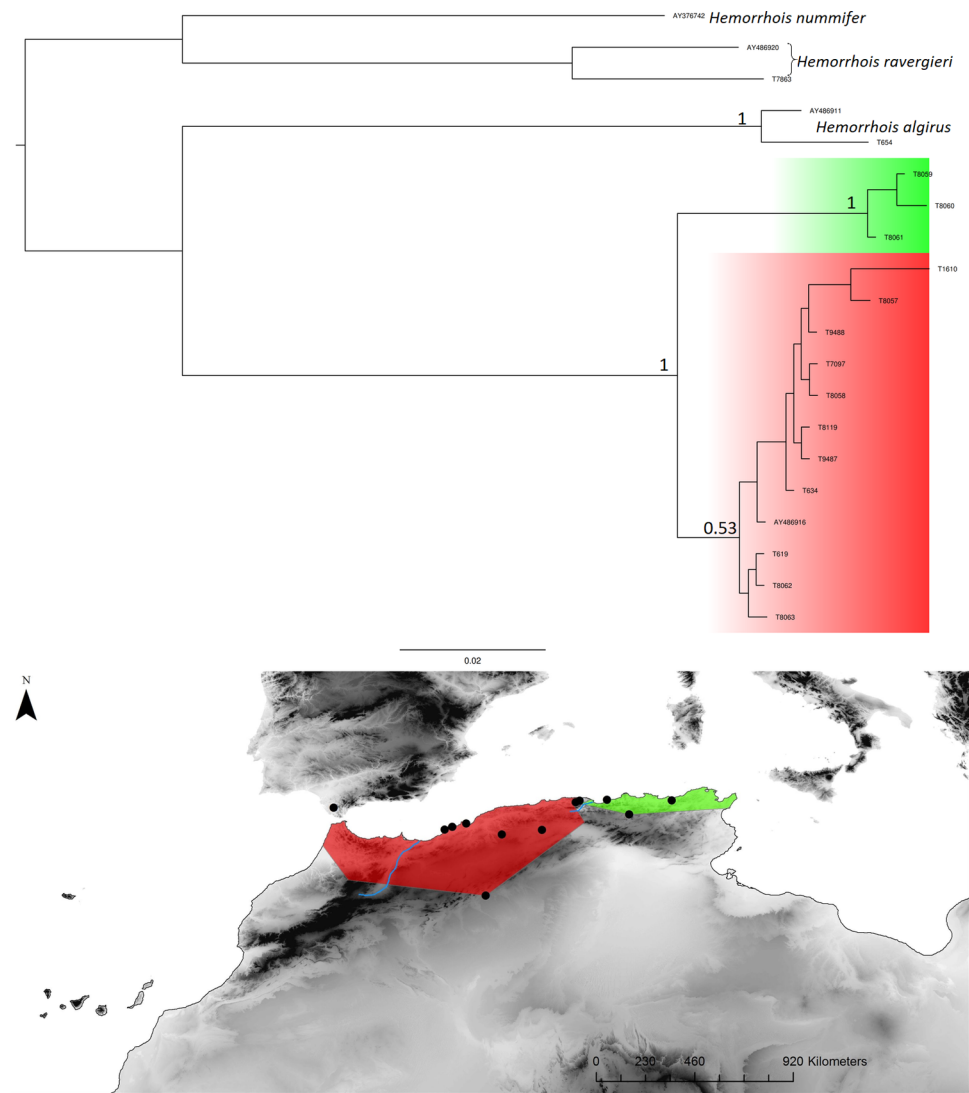 AY376742 Hemorrhois nummifer
AY486920
Hemorrhois ravergieri
T7863
AY486911
1
Hemorrhois algirus
T654
T8059
1
T8060
T8061
T1610
T8057
T9488
1
T7097
T8058
T8119
T9487
T634
AY486916
0.53
T619
T8062
T8063
0.02
N
0 230 460 920 Kilometers